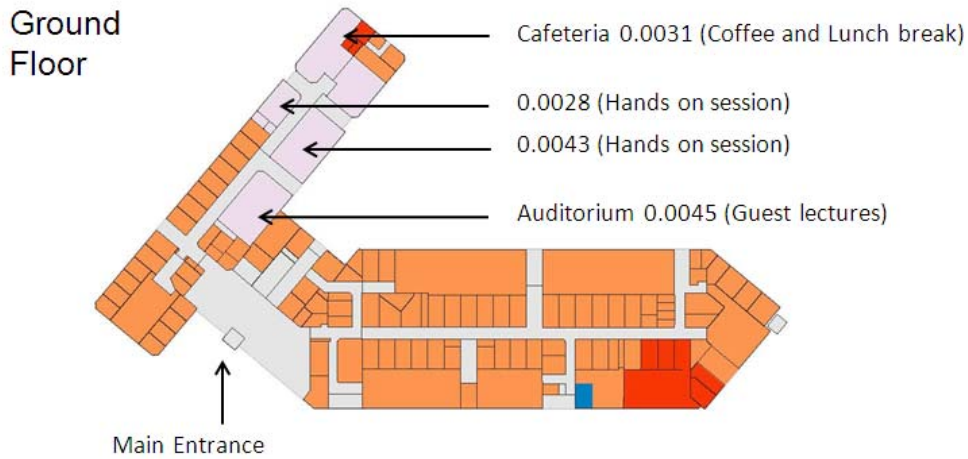 Ground
Floor
Cafeteria 0.0031 (Coffee and Lunch break)
0.0028 (Hands on session)
0.0043 (Hands on session)
Auditorium 0.0045 (Guest lectures)
Main Entrance